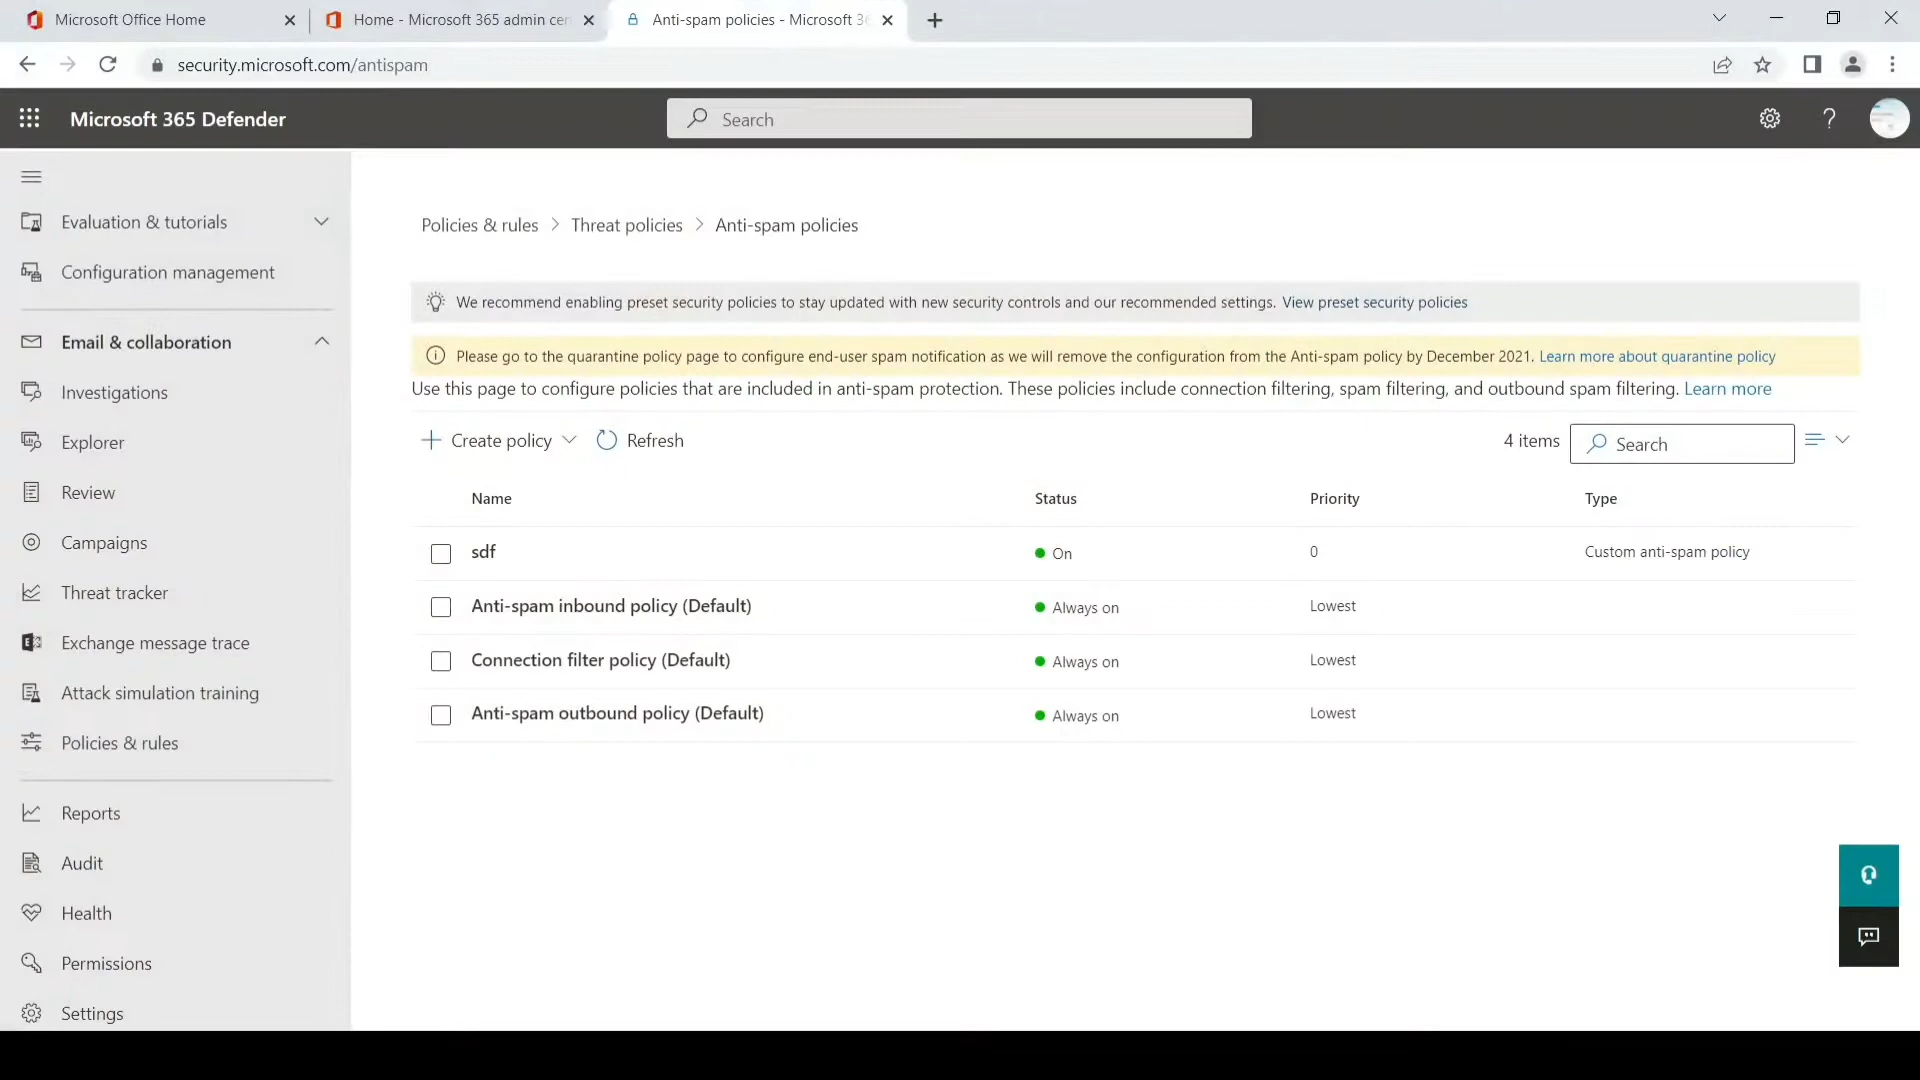 Microsoft Office Home
Home - Microsoft 365 admin cen
Anti-spam policies - Microsoft 36
security.microsoft.com/antispam
Microsoft 365 Defender
Search
Evaluation & tutorials
Configuration management
Email & collaboration
Investigations
Explorer
Review
Campaigns
Threat tracker
Exchange message trace
Attack simulation training
Policies & rules
Reports
Audit
Health
Permissions
Settings
Policies & rules > Threat policies > Anti-spam policies
We recommend enabling preset security policies to stay updated with new security controls and our recommended settings. View preset security policies
Please go to the quarantine policy page to configure end-user spam notification as we will remove the configuration from the Anti-spam policy by December 2021. Learn more about quarantine policy
Use this page to configure policies that are included in anti-spam protection. These policies include connection filtering, spam filtering, and outbound spam filtering. Learn more
Create policy Refresh 4 items Search
Name Status Priority Type
sdf On 0 Custom anti-spam policy
Anti-spam inbound policy (Default) Always on Lowest
Connection filter policy (Default) Always on Lowest
Anti-spam outbound policy (Default) Always on Lowest